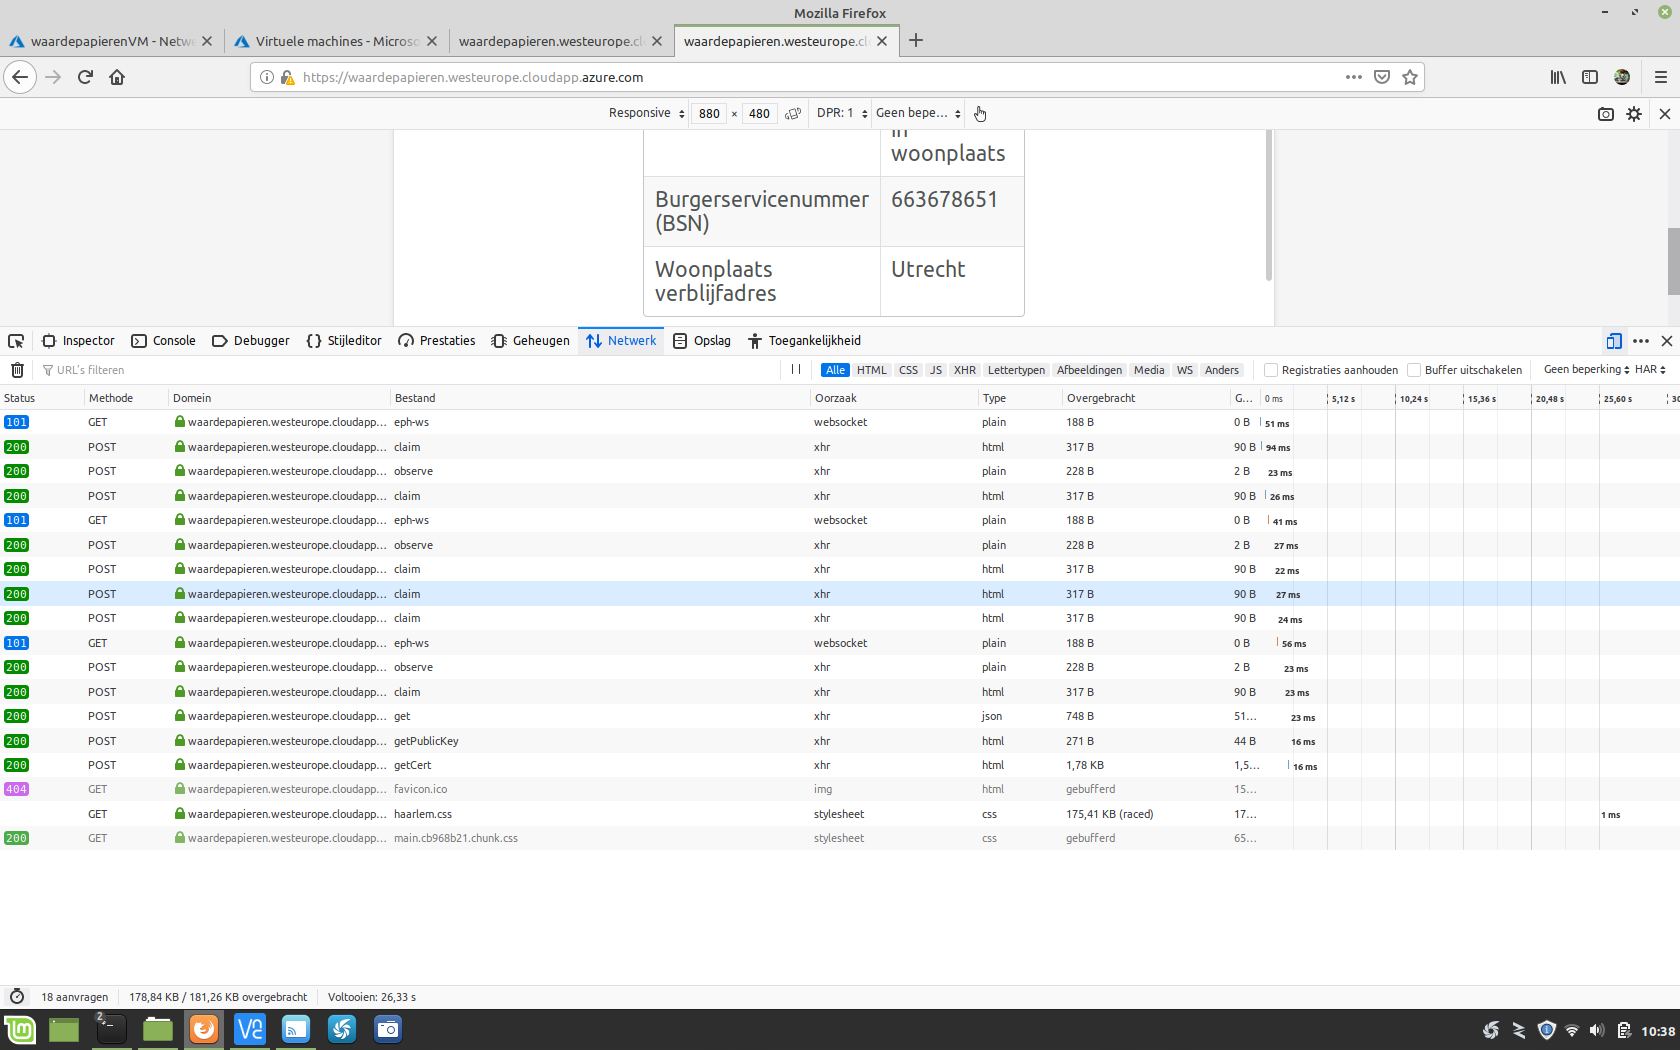 Mozilla Firefox
waardepapierenVM - Netw
Virtuele machines - Microso
waardepapieren.westeurope.cl
waardepapieren.westeurope.cl
https://waardepapieren.westeurope.cloudapp.azure.com
Responsive 880 × 480 DPR: 1 Geen bepe...
in
woonplaats
Burgerservicenummer (BSN) 663678651
Woonplaats verblijfadres Utrecht
Inspector Console Debugger Stijleditor Prestaties Geheugen Netwerk Opslag Toegankelijkheid
URL's filteren Alle HTML CSS JS XHR Lettertypen Afbeeldingen Media WS Anders Registraties aanhouden Buffer uitschakelen Geen beperking HAR
Status Methode Domein Bestand Oorzaak Type Overgebracht G... 0 ms 5,12 s 10,24 s 15,36 s 20,48 s 25,60 s 30
101 GET waardepapieren.westeurope.cloudapp... eph-ws websocket plain 188 B 0 B 51 ms
200 POST waardepapieren.westeurope.cloudapp... claim xhr html 317 B 90 B 94 ms
200 POST waardepapieren.westeurope.cloudapp... observe xhr plain 228 B 2 B 23 ms
200 POST waardepapieren.westeurope.cloudapp... claim xhr html 317 B 90 B 26 ms
101 GET waardepapieren.westeurope.cloudapp... eph-ws websocket plain 188 B 0 B 41 ms
200 POST waardepapieren.westeurope.cloudapp... observe xhr plain 228 B 2 B 27 ms
200 POST waardepapieren.westeurope.cloudapp... claim xhr html 317 B 90 B 22 ms
200 POST waardepapieren.westeurope.cloudapp... claim xhr html 317 B 90 B 27 ms
200 POST waardepapieren.westeurope.cloudapp... claim xhr html 317 B 90 B 24 ms
101 GET waardepapieren.westeurope.cloudapp... eph-ws websocket plain 188 B 0 B 56 ms
200 POST waardepapieren.westeurope.cloudapp... observe xhr plain 228 B 2 B 23 ms
200 POST waardepapieren.westeurope.cloudapp... claim xhr html 317 B 90 B 23 ms
200 POST waardepapieren.westeurope.cloudapp... get xhr json 748 B 51... 23 ms
200 POST waardepapieren.westeurope.cloudapp... getPublicKey xhr html 271 B 44 B 16 ms
200 POST waardepapieren.westeurope.cloudapp... getCert xhr html 1,78 KB 1,5... 16 ms
404 GET waardepapieren.westeurope.cloudapp... favicon.ico img html gebufferd 15...
GET waardepapieren.westeurope.cloudapp... haarlem.css stylesheet css 175,41 KB (raced) 17... 1 ms
200 GET waardepapieren.westeurope.cloudapp... main.cb968b21.chunk.css stylesheet css gebufferd 65...
18 aanvragen 178,84 KB / 181,26 KB overgebracht Voltooien: 26,33 s
2
10:38